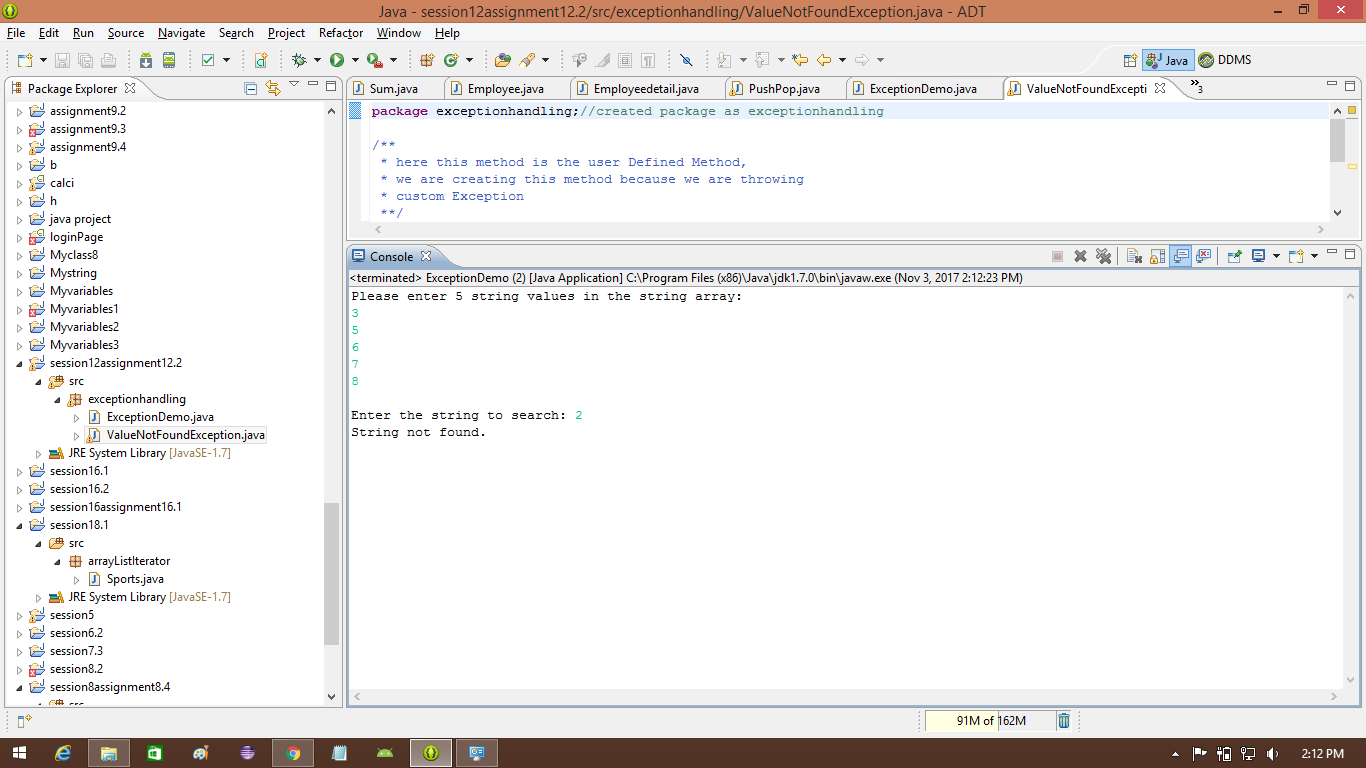 Java - session12assignment12.2/src/exceptionhandling/ValueNotFoundException.java - ADT
File Edit Run Source Navigate Search Project Refactor Window Help
Java DDMS
Package Explorer
assignment9.2
assignment9.3
assignment9.4
b
calci
h
java project
loginPage
Myclass8
Mystring
Myvariables
Myvariables1
Myvariables2
Myvariables3
session12assignment12.2
src
exceptionhandling
ExceptionDemo.java
ValueNotFoundException.java
JRE System Library [JavaSE-1.7]
session16.1
session16.2
session16assignment16.1
session18.1
src
arrayListIterator
Sports.java
JRE System Library [JavaSE-1.7]
session5
session6.2
session7.3
session8.2
session8assignment8.4
src
Sum.java Employee.java Employeedetail.java PushPop.java ExceptionDemo.java ValueNotFoundExcepti »3
package exceptionhandling;//created package as exceptionhandling
/**
* here this method is the user Defined Method,
* we are creating this method because we are throwing
* custom Exception
**/
Console
<terminated> ExceptionDemo (2) [Java Application] C:\Program Files (x86)\Java\jdk1.7.0\bin\javaw.exe (Nov 3, 2017 2:12:23 PM)
Please enter 5 string values in the string array:
3
5
6
7
8
Enter the string to search: 2
String not found.
91M of 162M
2:12 PM